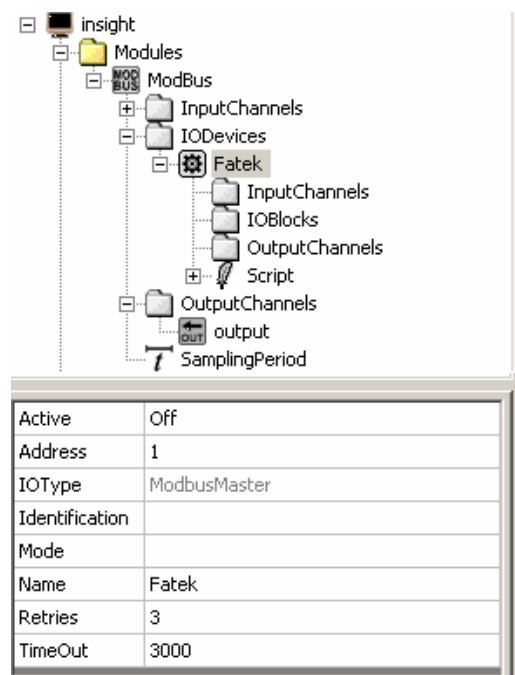 insight
Modules
MOD BUS ModBus
InputChannels
IODevices
Fatek
InputChannels
IOBlocks
OutputChannels
Script
OutputChannels
OUT output
t SamplingPeriod
Active Off
Address 1
IOType ModbusMaster
Identification
Mode
Name Fatek
Retries 3
TimeOut 3000